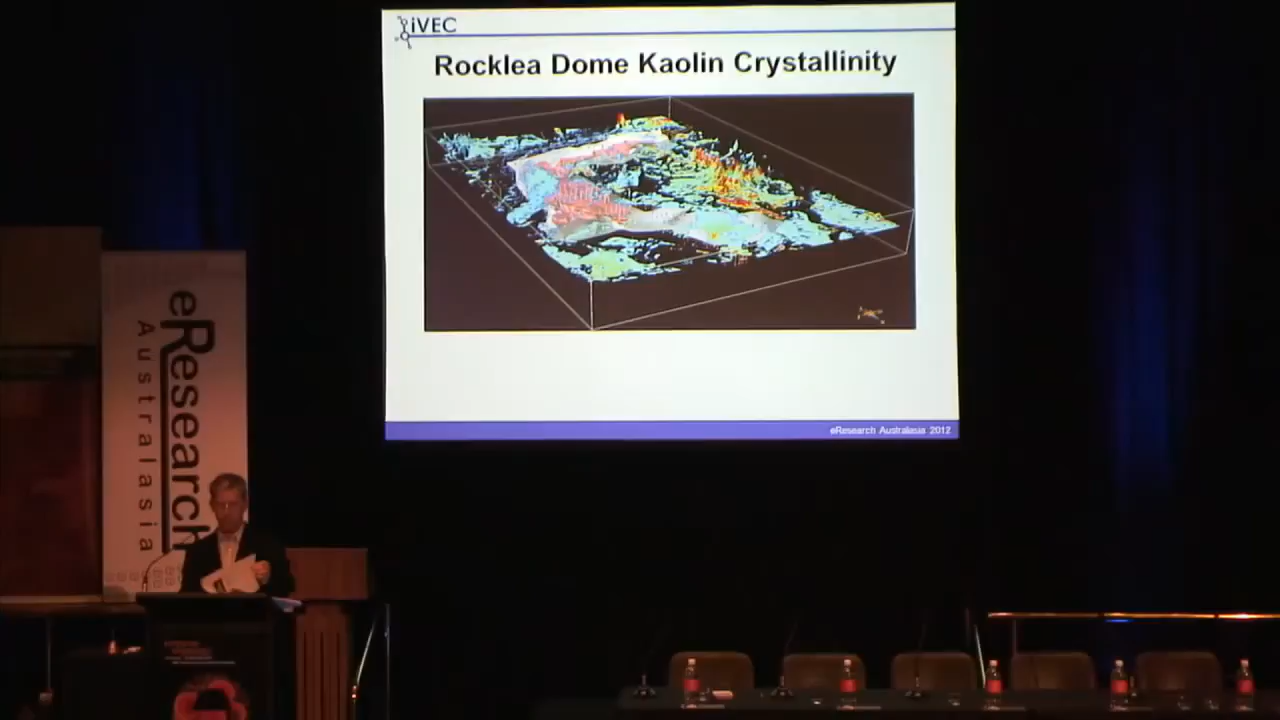 iVEC
Rocklea Dome Kaolin Crystallinity
eResearch Australasia 2012
eResearch
Australasia